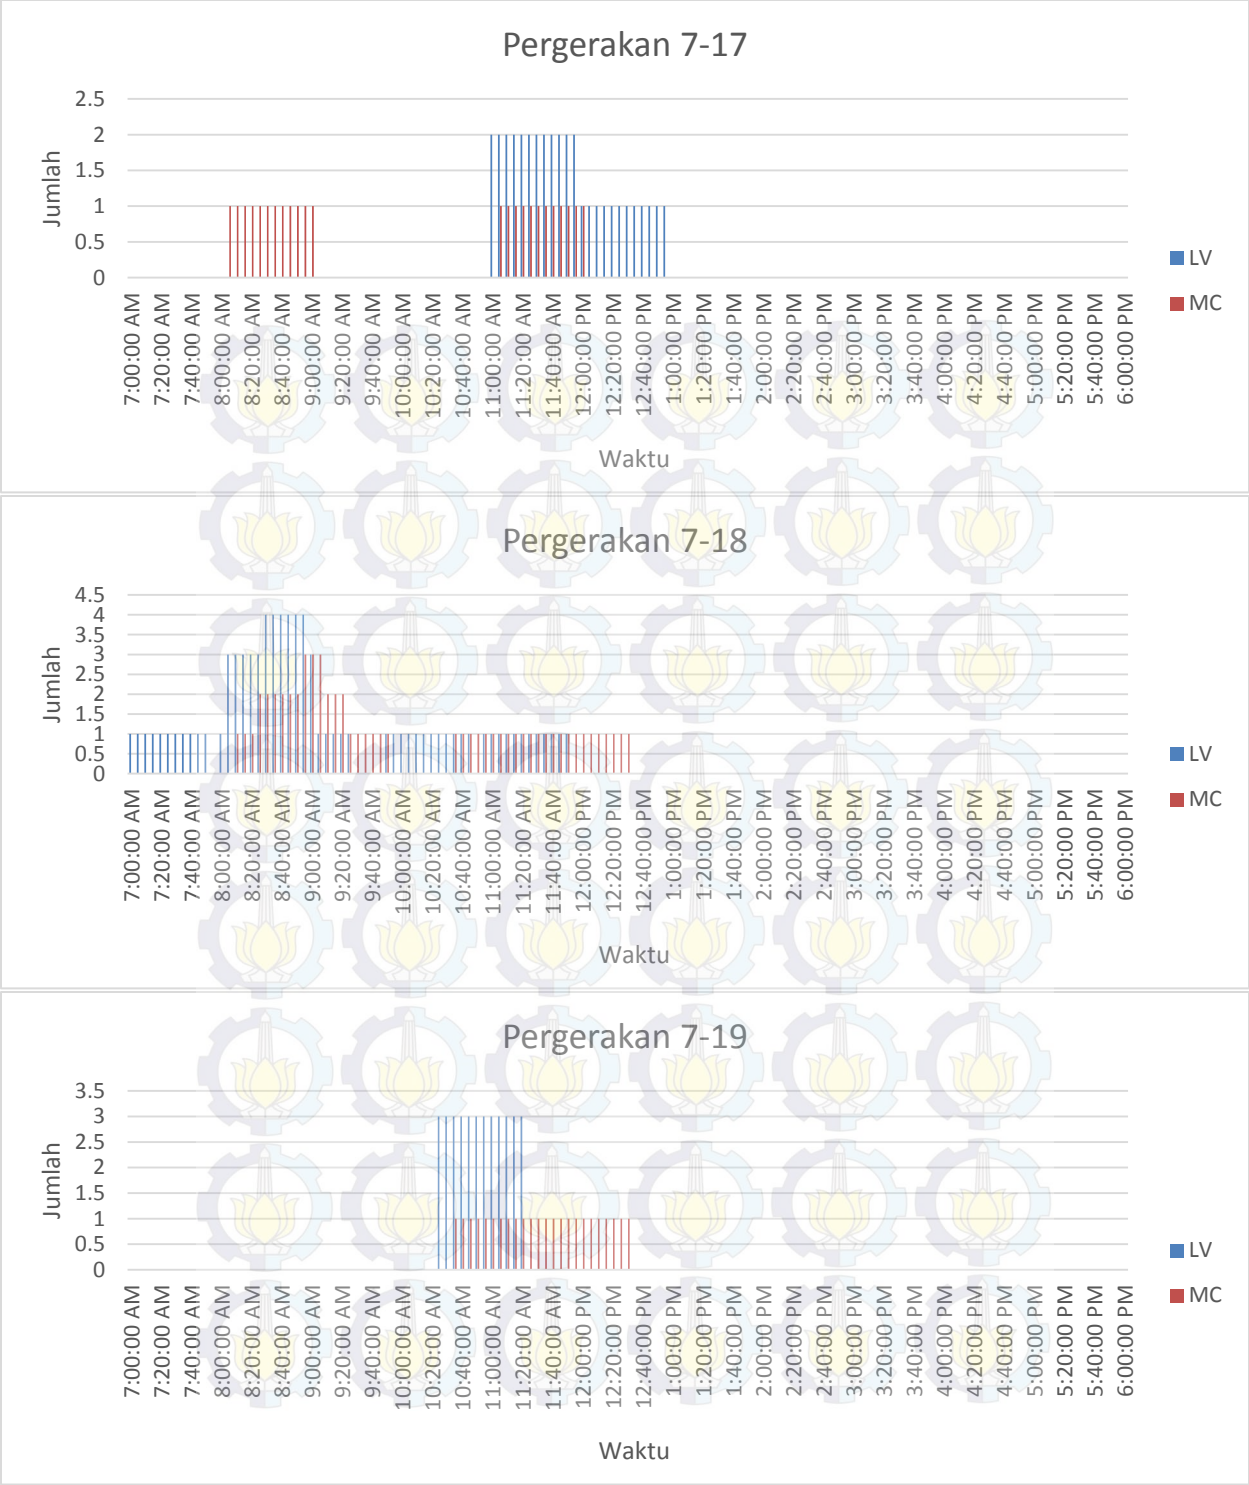 Pergerakan 7-17
2.5
2
1.5
1
0.5
0
Jumlah
7:00:00 AM
7:20:00 AM
7:40:00 AM
8:00:00 AM
8:20:00 AM
8:40:00 AM
9:00:00 AM
9:20:00 AM
9:40:00 AM
10:00:00 AM
10:20:00 AM
10:40:00 AM
11:00:00 AM
11:20:00 AM
11:40:00 AM
12:00:00 PM
12:20:00 PM
12:40:00 PM
1:00:00 PM
1:20:00 PM
1:40:00 PM
2:00:00 PM
2:20:00 PM
2:40:00 PM
3:00:00 PM
3:20:00 PM
3:40:00 PM
4:00:00 PM
4:20:00 PM
4:40:00 PM
5:00:00 PM
5:20:00 PM
5:40:00 PM
6:00:00 PM
Waktu
LV
MC
Pergerakan 7-18
4.5
4
3.5
3
2.5
2
1.5
1
0.5
0
Jumlah
7:00:00 AM
7:20:00 AM
7:40:00 AM
8:00:00 AM
8:20:00 AM
8:40:00 AM
9:00:00 AM
9:20:00 AM
9:40:00 AM
10:00:00 AM
10:20:00 AM
10:40:00 AM
11:00:00 AM
11:20:00 AM
11:40:00 AM
12:00:00 PM
12:20:00 PM
12:40:00 PM
1:00:00 PM
1:20:00 PM
1:40:00 PM
2:00:00 PM
2:20:00 PM
2:40:00 PM
3:00:00 PM
3:20:00 PM
3:40:00 PM
4:00:00 PM
4:20:00 PM
4:40:00 PM
5:00:00 PM
5:20:00 PM
5:40:00 PM
6:00:00 PM
Waktu
LV
MC
Pergerakan 7-19
3.5
3
2.5
2
1.5
1
0.5
0
Jumlah
7:00:00 AM
7:20:00 AM
7:40:00 AM
8:00:00 AM
8:20:00 AM
8:40:00 AM
9:00:00 AM
9:20:00 AM
9:40:00 AM
10:00:00 AM
10:20:00 AM
10:40:00 AM
11:00:00 AM
11:20:00 AM
11:40:00 AM
12:00:00 PM
12:20:00 PM
12:40:00 PM
1:00:00 PM
1:20:00 PM
1:40:00 PM
2:00:00 PM
2:20:00 PM
2:40:00 PM
3:00:00 PM
3:20:00 PM
3:40:00 PM
4:00:00 PM
4:20:00 PM
4:40:00 PM
5:00:00 PM
5:20:00 PM
5:40:00 PM
6:00:00 PM
Waktu
LV
MC